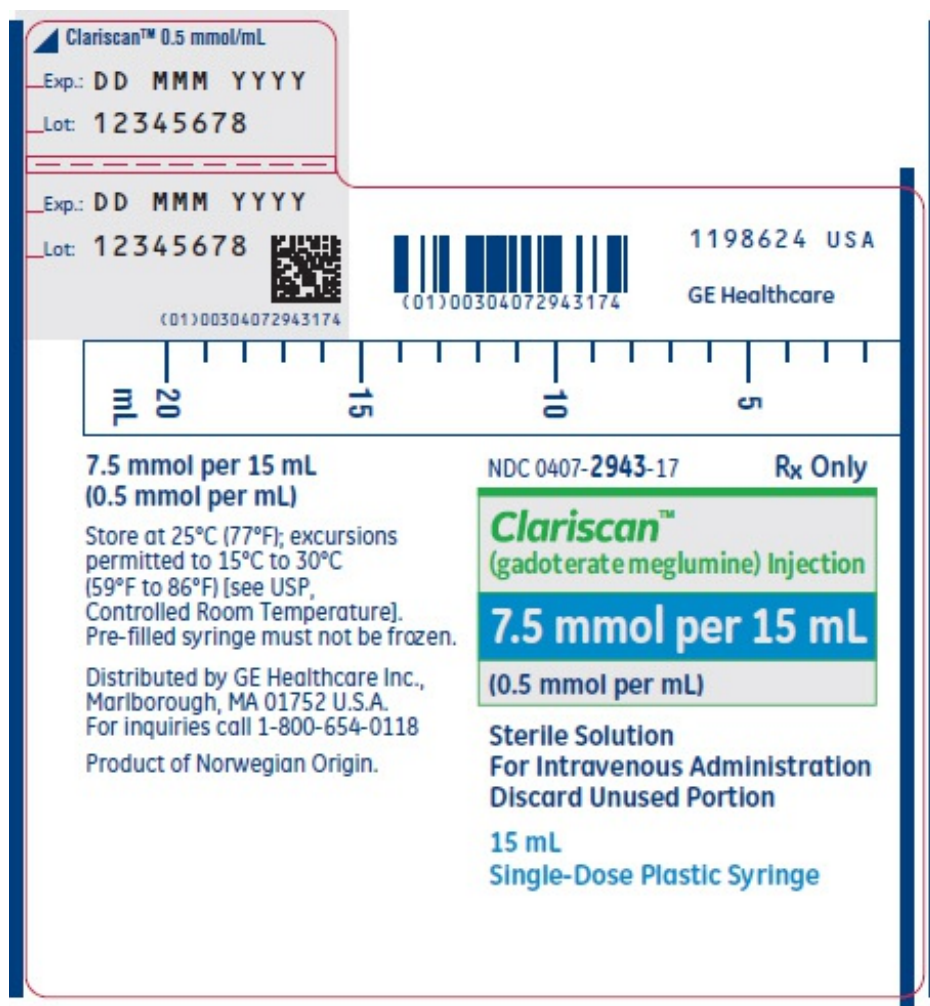 Clariscan™ 0.5 mmol/mL
Exp.: DD MMM YYYY
Lot: 12345678
Exp.: DD MMM YYYY
Lot: 12345678
(01)00304072943174
(01)00304072943174
1198624 USA
GE Healthcare
mL 20 15 10 5
7.5 mmol per 15 mL
(0.5 mmol per mL)
Store at 25°C (77°F); excursions
permitted to 15°C to 30°C
(59°F to 86°F) [see USP,
Controlled Room Temperature].
Pre-filled syringe must not be frozen.
Distributed by GE Healthcare Inc.,
Marlborough, MA 01752 U.S.A.
For inquiries call 1-800-654-0118
Product of Norwegian Origin.
NDC 0407-2943-17 Rx Only
Clariscan™
(gadoterate meglumine) Injection
7.5 mmol per 15 mL
(0.5 mmol per mL)
Sterile Solution
For Intravenous Administration
Discard Unused Portion
15 mL
Single-Dose Plastic Syringe